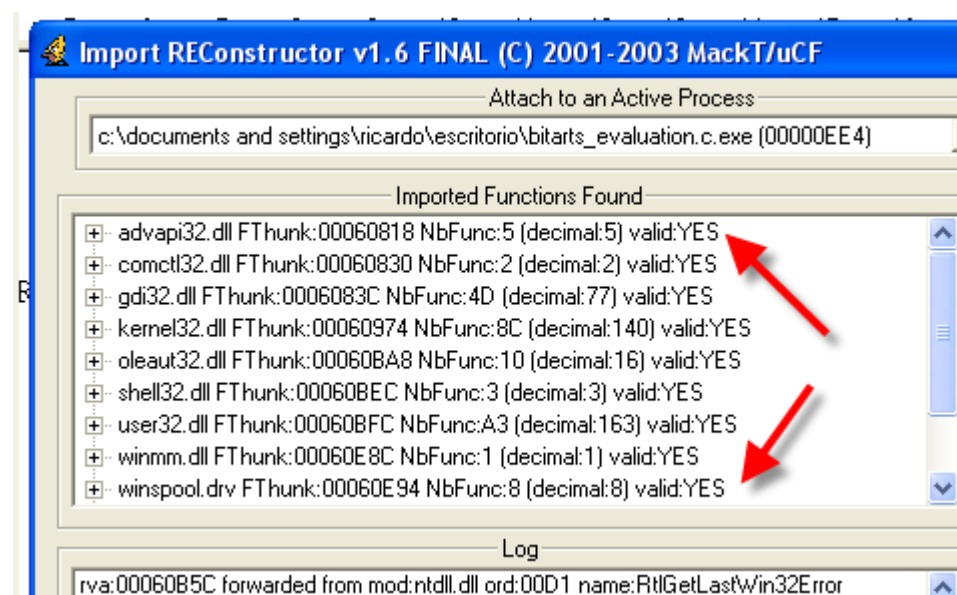 Import REConstructor v1.6 FINAL (C) 2001-2003 MackT/uCF
Attach to an Active Process
c:\documents and settings\ricardo\escritorio\bitarts_evaluation.c.exe (00000EE4)
Imported Functions Found
advapi32.dll FThunk:00060818 NbFunc:5 (decimal:5) valid:YES
comctl32.dll FThunk:00060830 NbFunc:2 (decimal:2) valid:YES
gdi32.dll FThunk:0006083C NbFunc:4D (decimal:77) valid:YES
kernel32.dll FThunk:00060974 NbFunc:8C (decimal:140) valid:YES
oleaut32.dll FThunk:00060BA8 NbFunc:10 (decimal:16) valid:YES
shell32.dll FThunk:00060BEC NbFunc:3 (decimal:3) valid:YES
user32.dll FThunk:00060BFC NbFunc:A3 (decimal:163) valid:YES
winmm.dll FThunk:00060E8C NbFunc:1 (decimal:1) valid:YES
winspool.drv FThunk:00060E94 NbFunc:8 (decimal:8) valid:YES
Log
rva:00060B5C forwarded from mod:ntdll.dll ord:00D1 name:RtlGetLastWin32Error